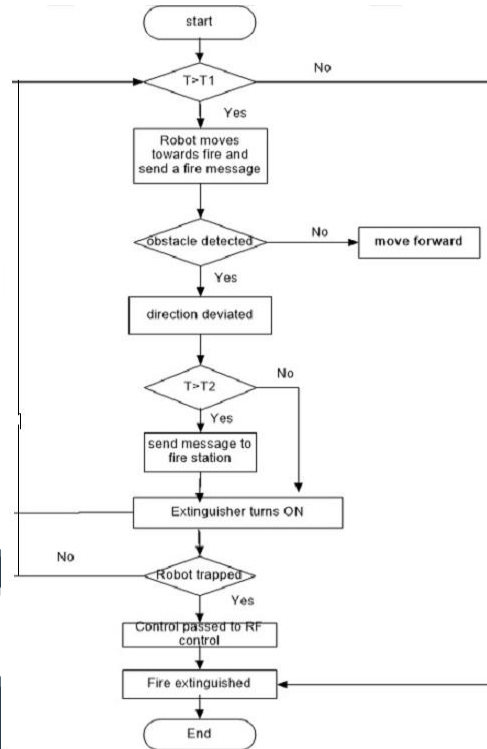 start
T>T1
No
Yes
Robot moves
towards fire and
send a fire message
obstacle detected
No
move forward
Yes
direction deviated
T>T2
No
Yes
send message to
fire station
Extinguisher turns ON
No
Robot trapped
Yes
Control passed to RF
control
Fire extinguished
End